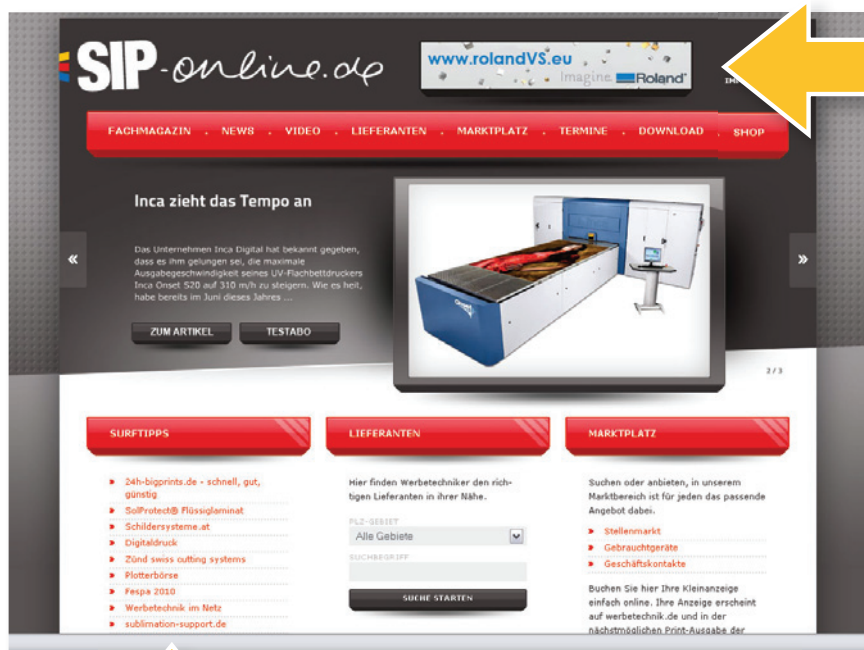 SIP-online.de
www.rolandVS.eu
Imagine. Roland
FACHMAGAZIN . NEWS . VIDEO . LIEFERANTEN . MARKTPLATZ . TERMINE . DOWNLOAD . SHOP
Inca zieht das Tempo an
Das Unternehmen Inca Digital hat bekannt gegeben,
dass es ihm gelungen sei, die maximale
Ausgabegeschwindigkeit seines UV-Flachbettdruckers
Inca Onset S20 auf 310 m/h zu steigern. Wie es heit,
habe bereits im Juni dieses Jahres ...
«
»
ZUM ARTIKEL TESTABO
onset
2 / 3
SURFTIPPS
24h-bigprints.de - schnell, gut,
günstig
SolProtect® Flüssiglaminat
Schildersysteme.at
Digitaldruck
Zünd swiss cutting systems
Plotterbörse
Fespa 2010
Werbetechnik im Netz
sublimation-support.de
LIEFERANTEN
Hier finden Werbetechniker den rich-
tigen Lieferanten in ihrer Nähe.
PLZ-GEBIET
Alle Gebiete
SUCHBEGRIFF
SUCHE STARTEN
MARKTPLATZ
Suchen oder anbieten, in unserem
Marktbereich ist für jeden das passende
Angebot dabei.
Stellenmarkt
Gebrauchtgeräte
Geschäftskontakte
Buchen Sie hier Ihre Kleinanzeige
einfach online. Ihre Anzeige erscheint
auf werbetechnik.de und in der
nächstmöglichen Print-Ausgabe der